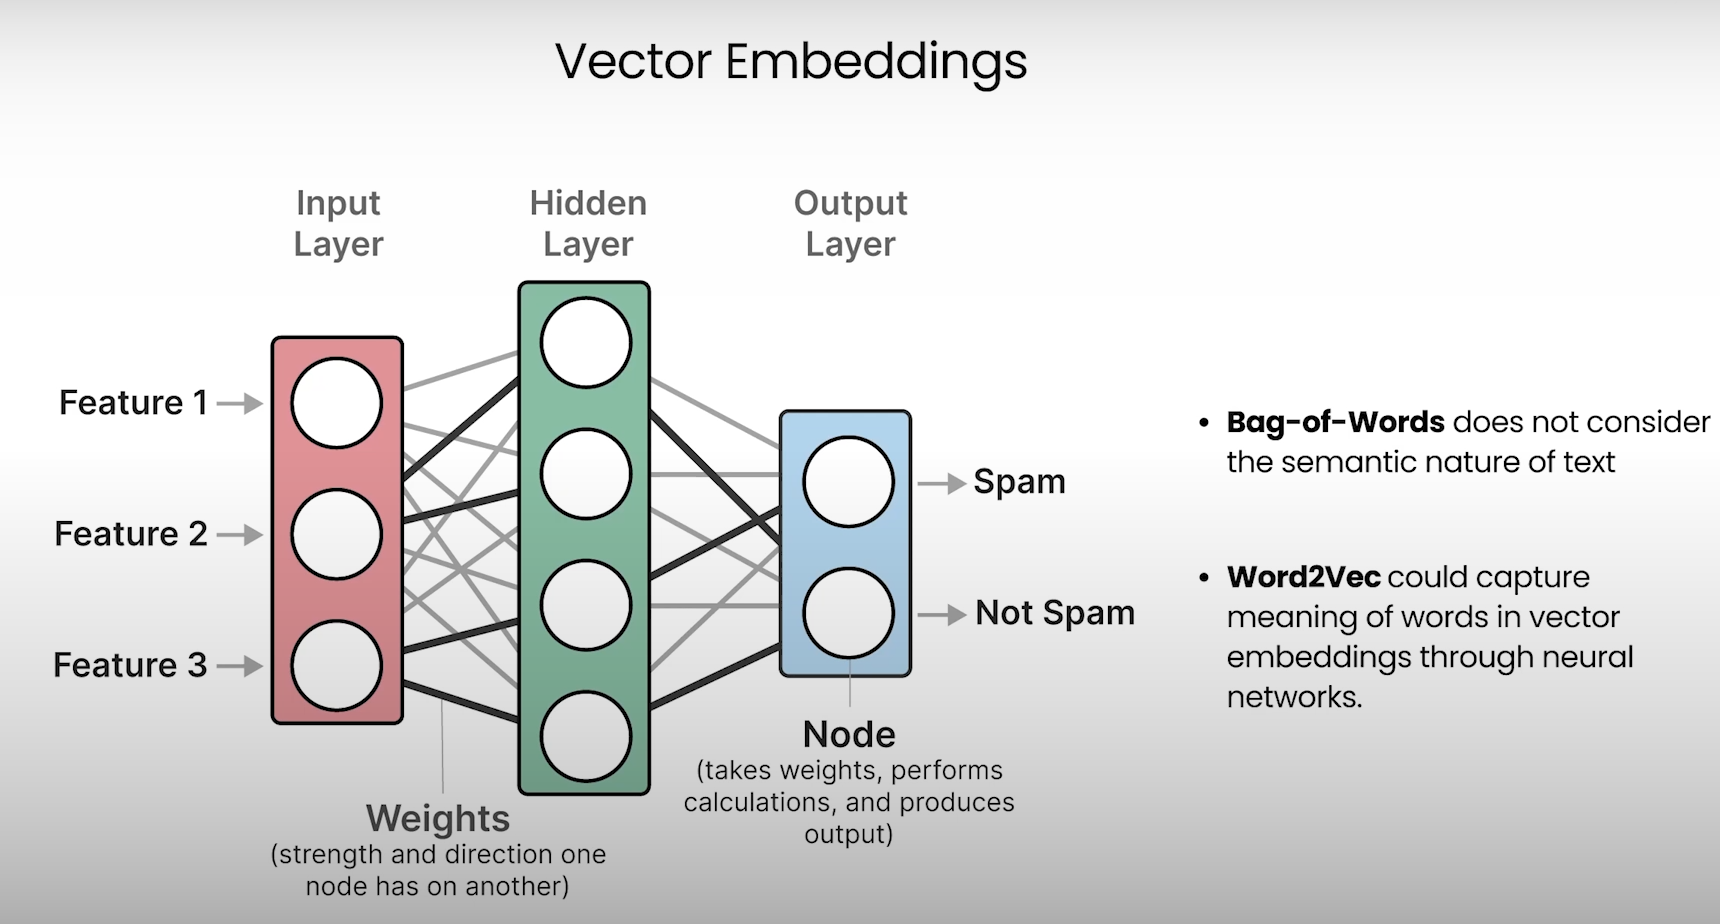 Vector Embeddings
Input
Layer
Hidden
Layer
Output
Layer
Feature 1
Feature 2
Feature 3
Spam
Not Spam
Weights
(strength and direction one
node has on another)
Node
(takes weights, performs
calculations, and produces
output)
• Bag-of-Words does not consider
the semantic nature of text
• Word2Vec could capture
meaning of words in vector
embeddings through neural
networks.